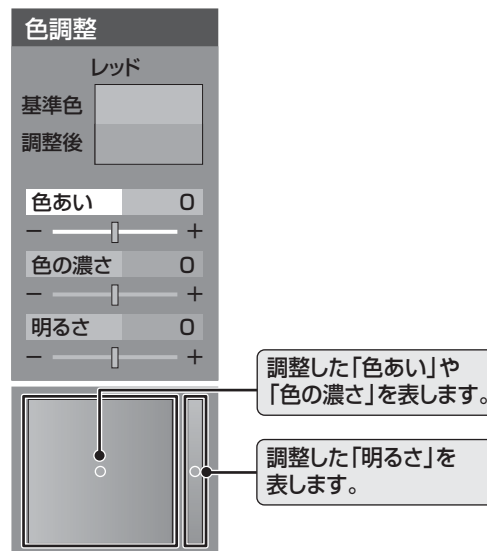 色調整
レッド
基準色
調整後
色あい 0
− +
色の濃さ 0
− +
明るさ 0
− +
調整した「色あい」や
「色の濃さ」を表します。
調整した「明るさ」を
表します。